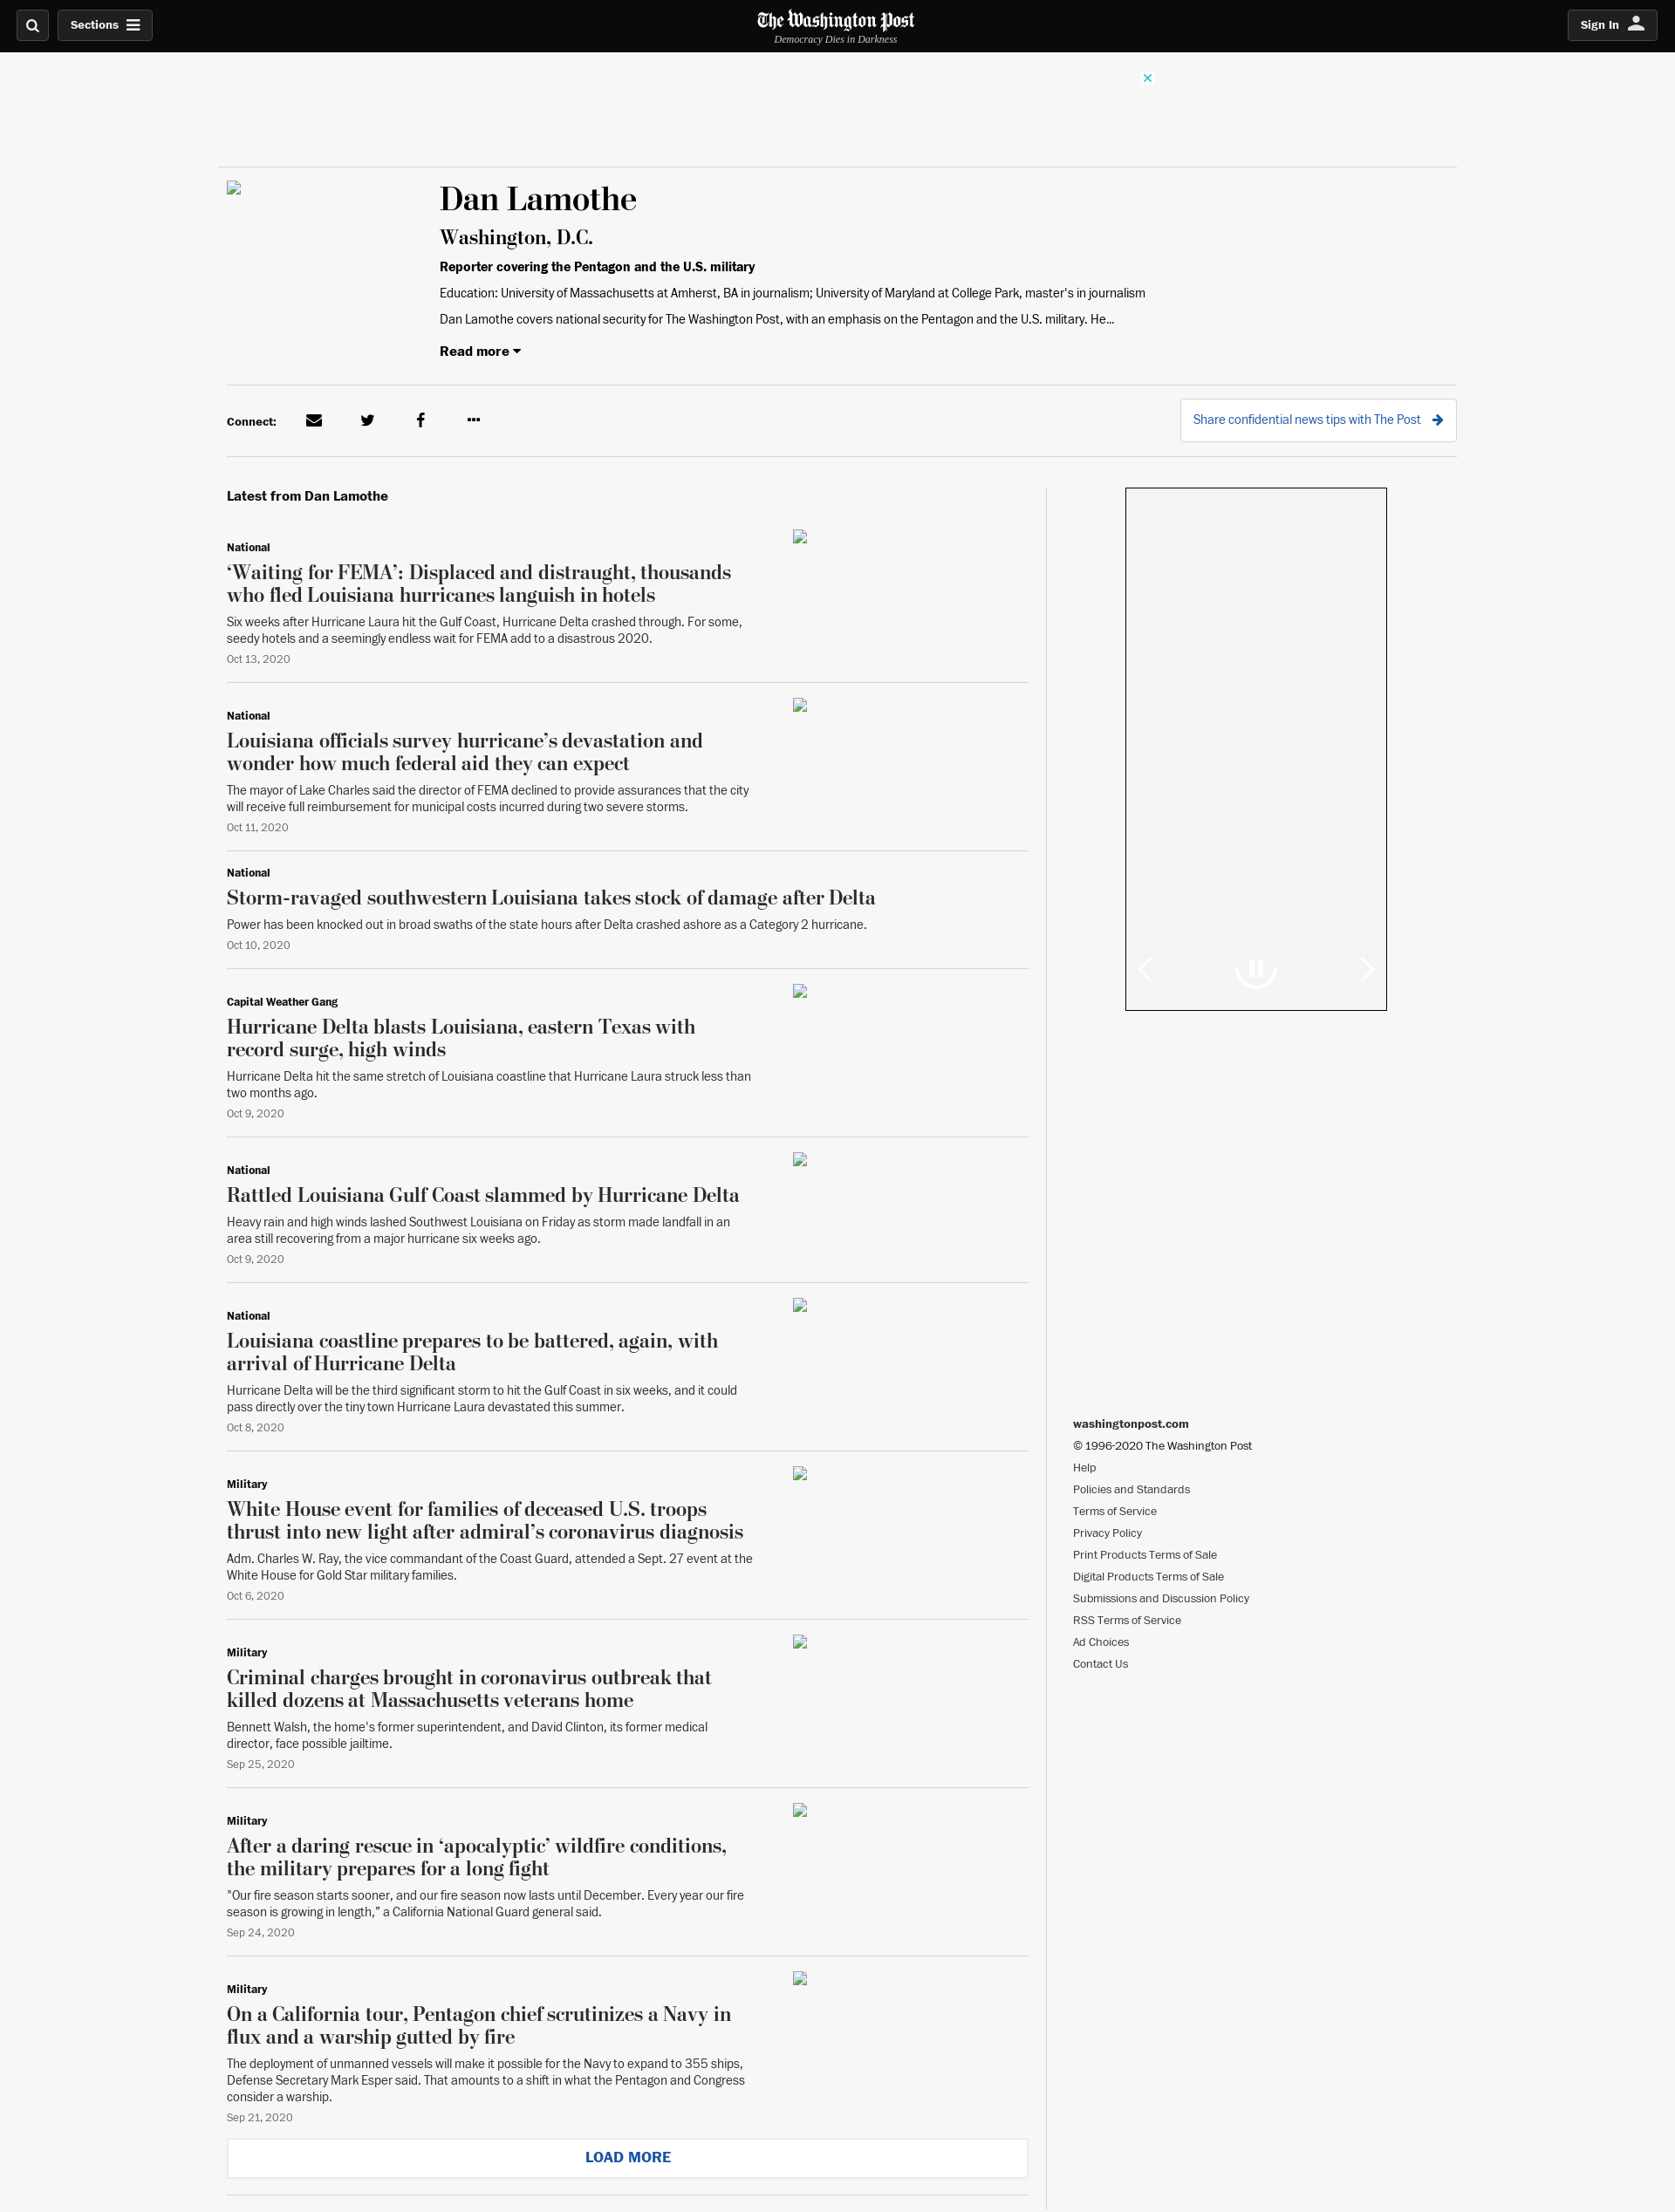 Sections
The Washington Post
Democracy Dies in Darkness
Sign In
Dan Lamothe
Washington, D.C.
Reporter covering the Pentagon and the U.S. military
Education: University of Massachusetts at Amherst, BA in journalism; University of Maryland at College Park, master's in journalism
Dan Lamothe covers national security for The Washington Post, with an emphasis on the Pentagon and the U.S. military. He...
Read more
Connect:
Share confidential news tips with The Post
Latest from Dan Lamothe
National
‘Waiting for FEMA’: Displaced and distraught, thousands
who fled Louisiana hurricanes languish in hotels
Six weeks after Hurricane Laura hit the Gulf Coast, Hurricane Delta crashed through. For some,
seedy hotels and a seemingly endless wait for FEMA add to a disastrous 2020.
Oct 13, 2020
National
Louisiana officials survey hurricane’s devastation and
wonder how much federal aid they can expect
The mayor of Lake Charles said the director of FEMA declined to provide assurances that the city
will receive full reimbursement for municipal costs incurred during two severe storms.
Oct 11, 2020
National
Storm-ravaged southwestern Louisiana takes stock of damage after Delta
Power has been knocked out in broad swaths of the state hours after Delta crashed ashore as a Category 2 hurricane.
Oct 10, 2020
Capital Weather Gang
Hurricane Delta blasts Louisiana, eastern Texas with
record surge, high winds
Hurricane Delta hit the same stretch of Louisiana coastline that Hurricane Laura struck less than
two months ago.
Oct 9, 2020
National
Rattled Louisiana Gulf Coast slammed by Hurricane Delta
Heavy rain and high winds lashed Southwest Louisiana on Friday as storm made landfall in an
area still recovering from a major hurricane six weeks ago.
Oct 9, 2020
National
Louisiana coastline prepares to be battered, again, with
arrival of Hurricane Delta
Hurricane Delta will be the third significant storm to hit the Gulf Coast in six weeks, and it could
pass directly over the tiny town Hurricane Laura devastated this summer.
Oct 8, 2020
Military
White House event for families of deceased U.S. troops
thrust into new light after admiral’s coronavirus diagnosis
Adm. Charles W. Ray, the vice commandant of the Coast Guard, attended a Sept. 27 event at the
White House for Gold Star military families.
Oct 6, 2020
Military
Criminal charges brought in coronavirus outbreak that
killed dozens at Massachusetts veterans home
Bennett Walsh, the home's former superintendent, and David Clinton, its former medical
director, face possible jailtime.
Sep 25, 2020
Military
After a daring rescue in ‘apocalyptic’ wildfire conditions,
the military prepares for a long fight
"Our fire season starts sooner, and our fire season now lasts until December. Every year our fire
season is growing in length,” a California National Guard general said.
Sep 24, 2020
Military
On a California tour, Pentagon chief scrutinizes a Navy in
flux and a warship gutted by fire
The deployment of unmanned vessels will make it possible for the Navy to expand to 355 ships,
Defense Secretary Mark Esper said. That amounts to a shift in what the Pentagon and Congress
consider a warship.
Sep 21, 2020
LOAD MORE
washingtonpost.com
© 1996-2020 The Washington Post
Help
Policies and Standards
Terms of Service
Privacy Policy
Print Products Terms of Sale
Digital Products Terms of Sale
Submissions and Discussion Policy
RSS Terms of Service
Ad Choices
Contact Us